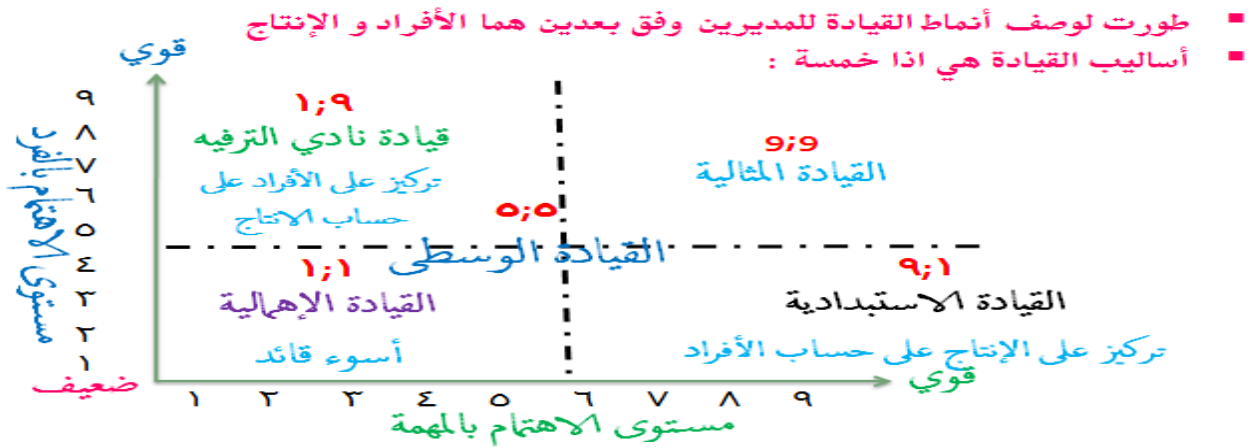 ▪ طورت لوصف أنماط القيادة للمديرين وفق بعدين هما الأفراد و الإنتاج
▪ أساليب القيادة هي اذا خمسة :
قوي
مستوى الاهتمام بالفرد
٩
٨
٧
٦
٥
٤
٣
٢
١
١;٩
قيادة نادي الترفيه
تركيز على الأفراد على
حساب الانتاج
9;9
القيادة المثالية
٥;٥
القيادة الوسطى
١;١
القيادة الإهمالية
أسوء قائد
٩;١
القيادة الاستبدادية
تركيز على الإنتاج على حساب الأفراد
ضعيف
١ ٢ ٣ ٤ ٥ ٦ ٧ ٨ ٩
قوي
مستوى الاهتمام بالمهمة